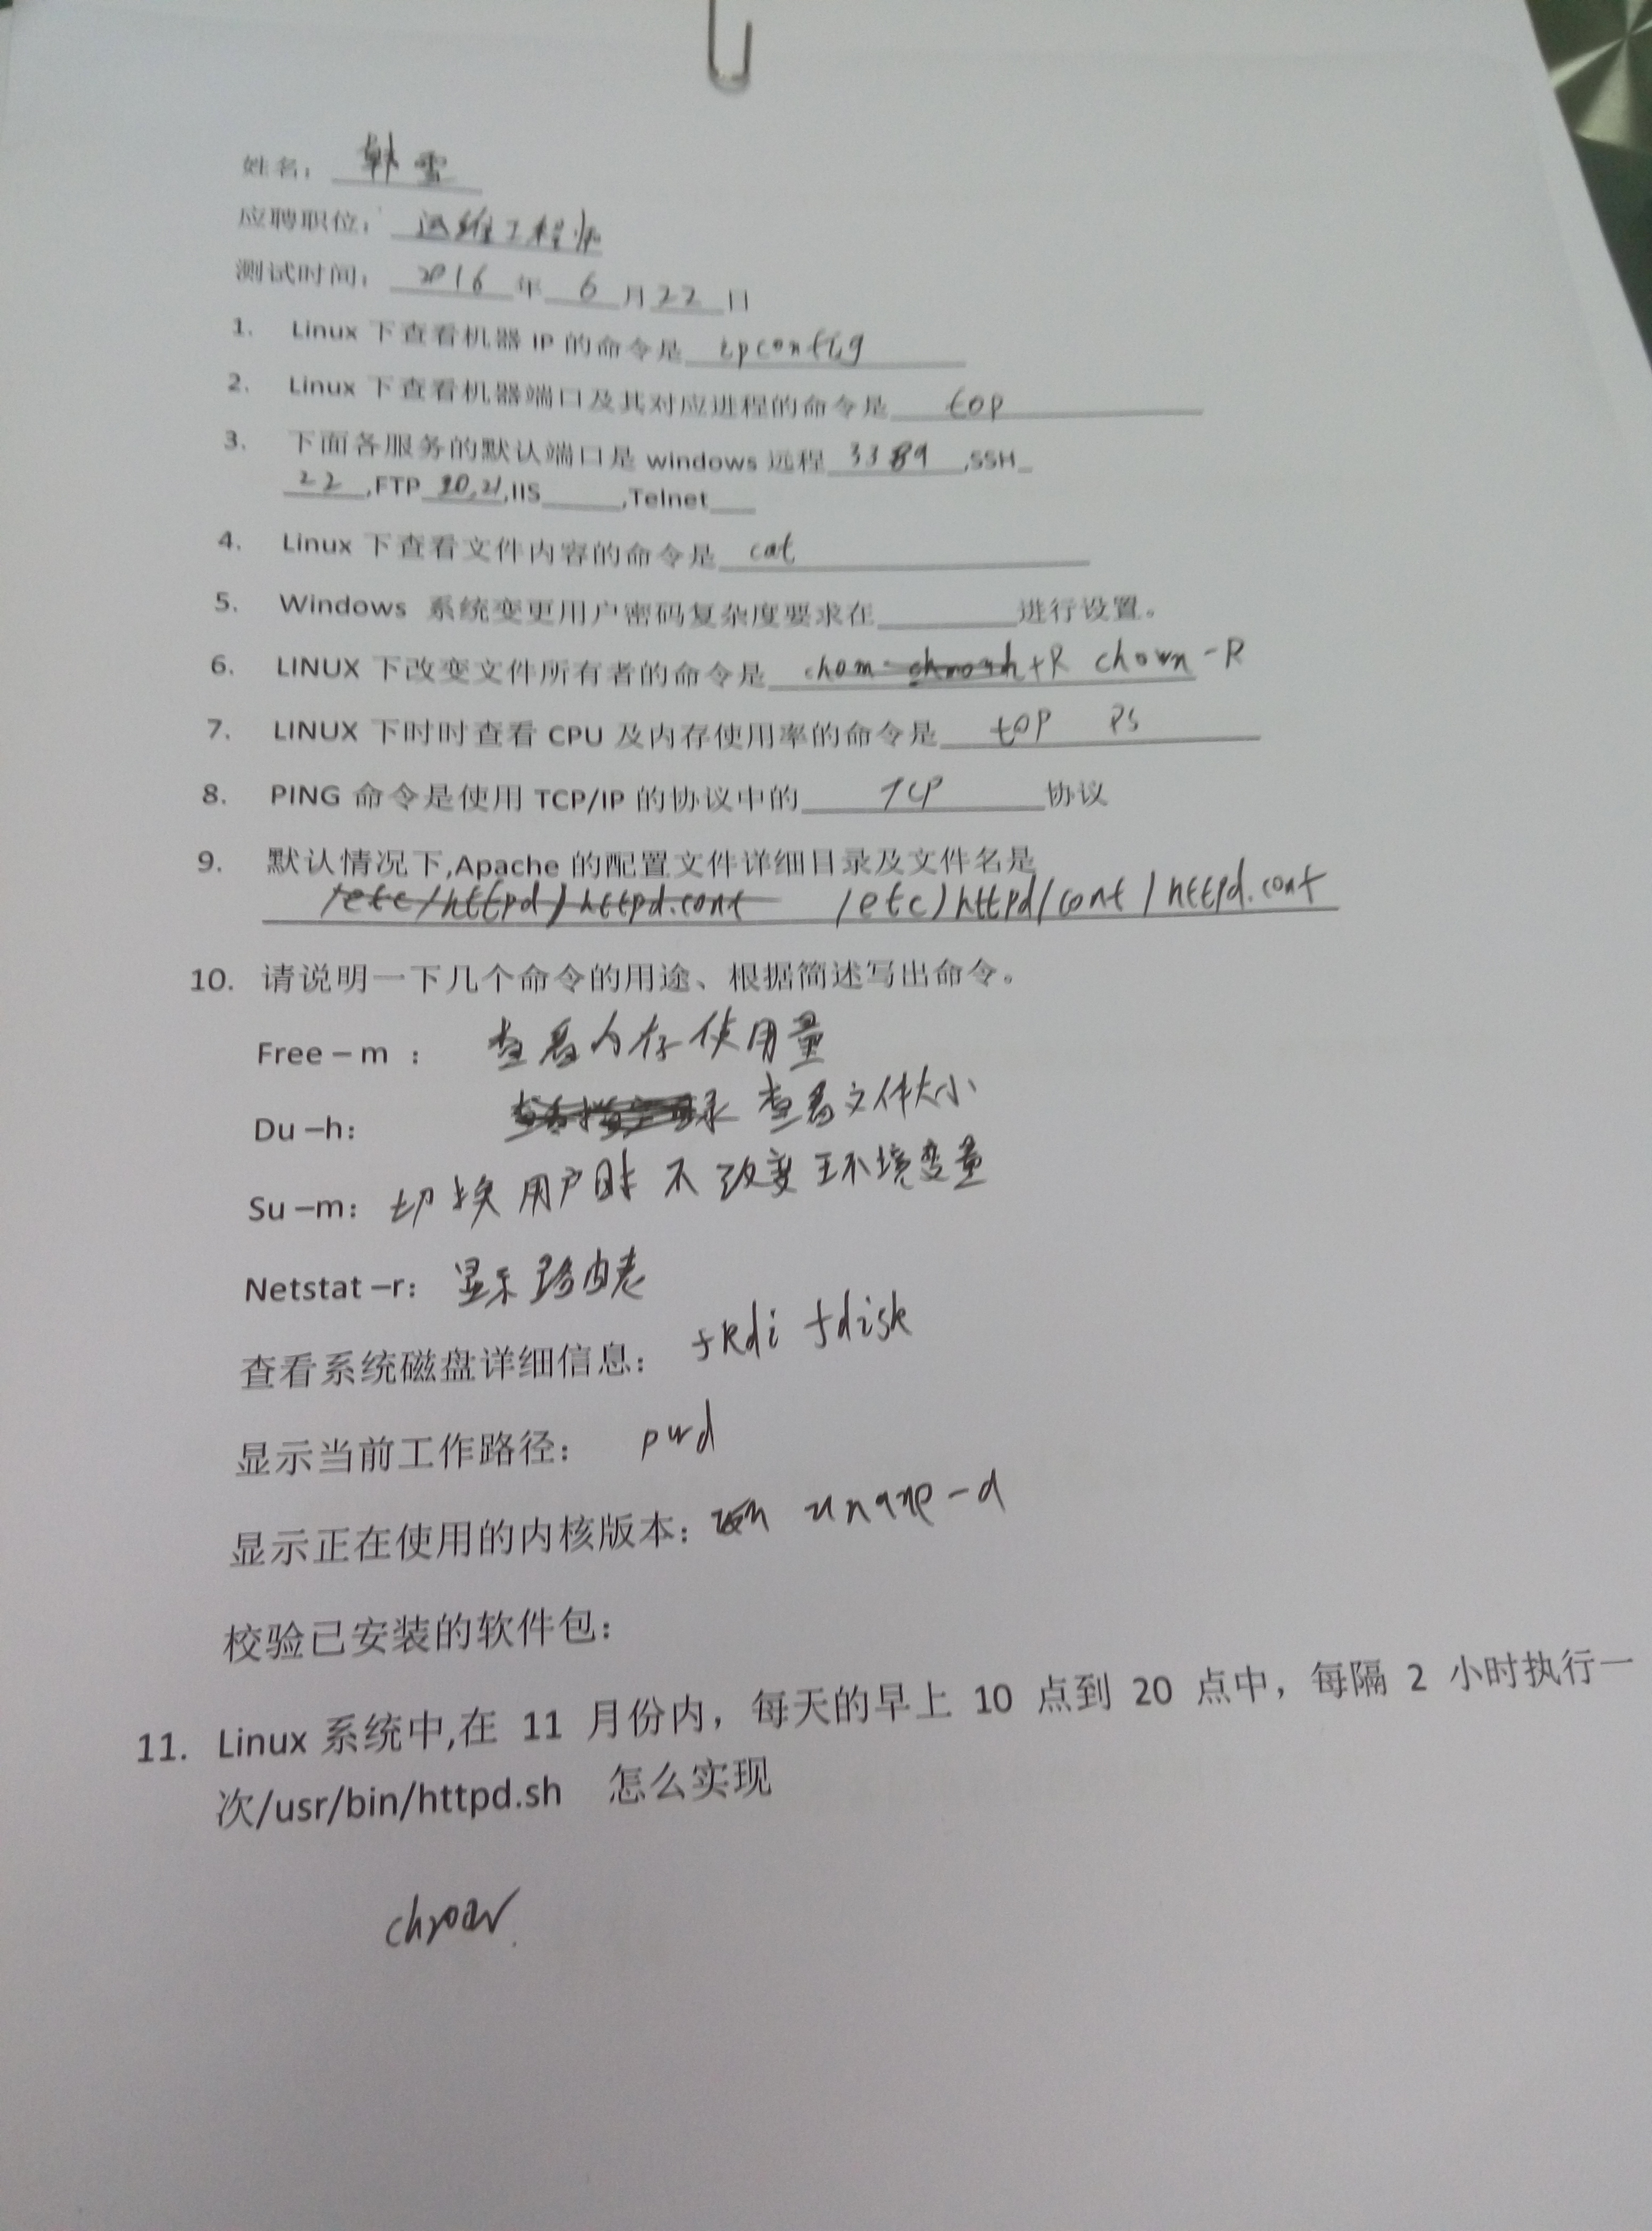 姓名： 韩雪
应聘职位： 运维工程师
测试时间： 2016 年 6 月 22 日
1. Linux 下查看机器 IP 的命令是 ipconfig
2. Linux 下查看机器端口及其对应进程的命令是 top
3. 下面各服务的默认端口是 windows 远程 3389 ,SSH
22 ,FTP 20,21,IIS ,Telnet
4. Linux 下查看文件内容的命令是 cat
5. Windows 系统变更用户密码复杂度要求在 进行设置。
6. LINUX 下改变文件所有者的命令是 +R chown -R
7. LINUX 下时时查看 CPU 及内存使用率的命令是 top ps
8. PING 命令是使用 TCP/IP 的协议中的 TCP 协议
9. 默认情况下,Apache 的配置文件详细目录及文件名是
/etc/httpd/httpd.conf /etc/httpd/conf/httpd.conf
10. 请说明一下几个命令的用途、根据简述写出命令。
Free – m ： 查看内存使用量
Du –h： 查看文件大小
Su –m： 切换用户时不改变环境变量
Netstat –r： 显示路由表
查看系统磁盘详细信息： fdisk
显示当前工作路径： pwd
显示正在使用的内核版本： uname -a
校验已安装的软件包：
11. Linux 系统中,在 11 月份内，每天的早上 10 点到 20 点中，每隔 2 小时执行一
次/usr/bin/httpd.sh 怎么实现